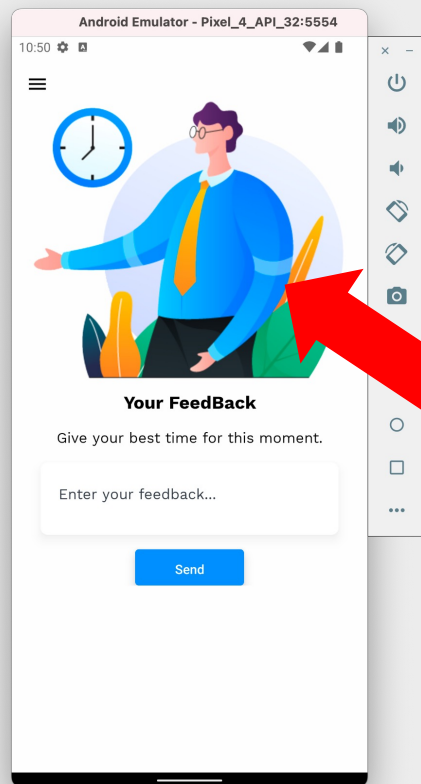 Android Emulator - Pixel_4_API_32:5554
10:50
Your FeedBack
Give your best time for this moment.
Enter your feedback...
Send